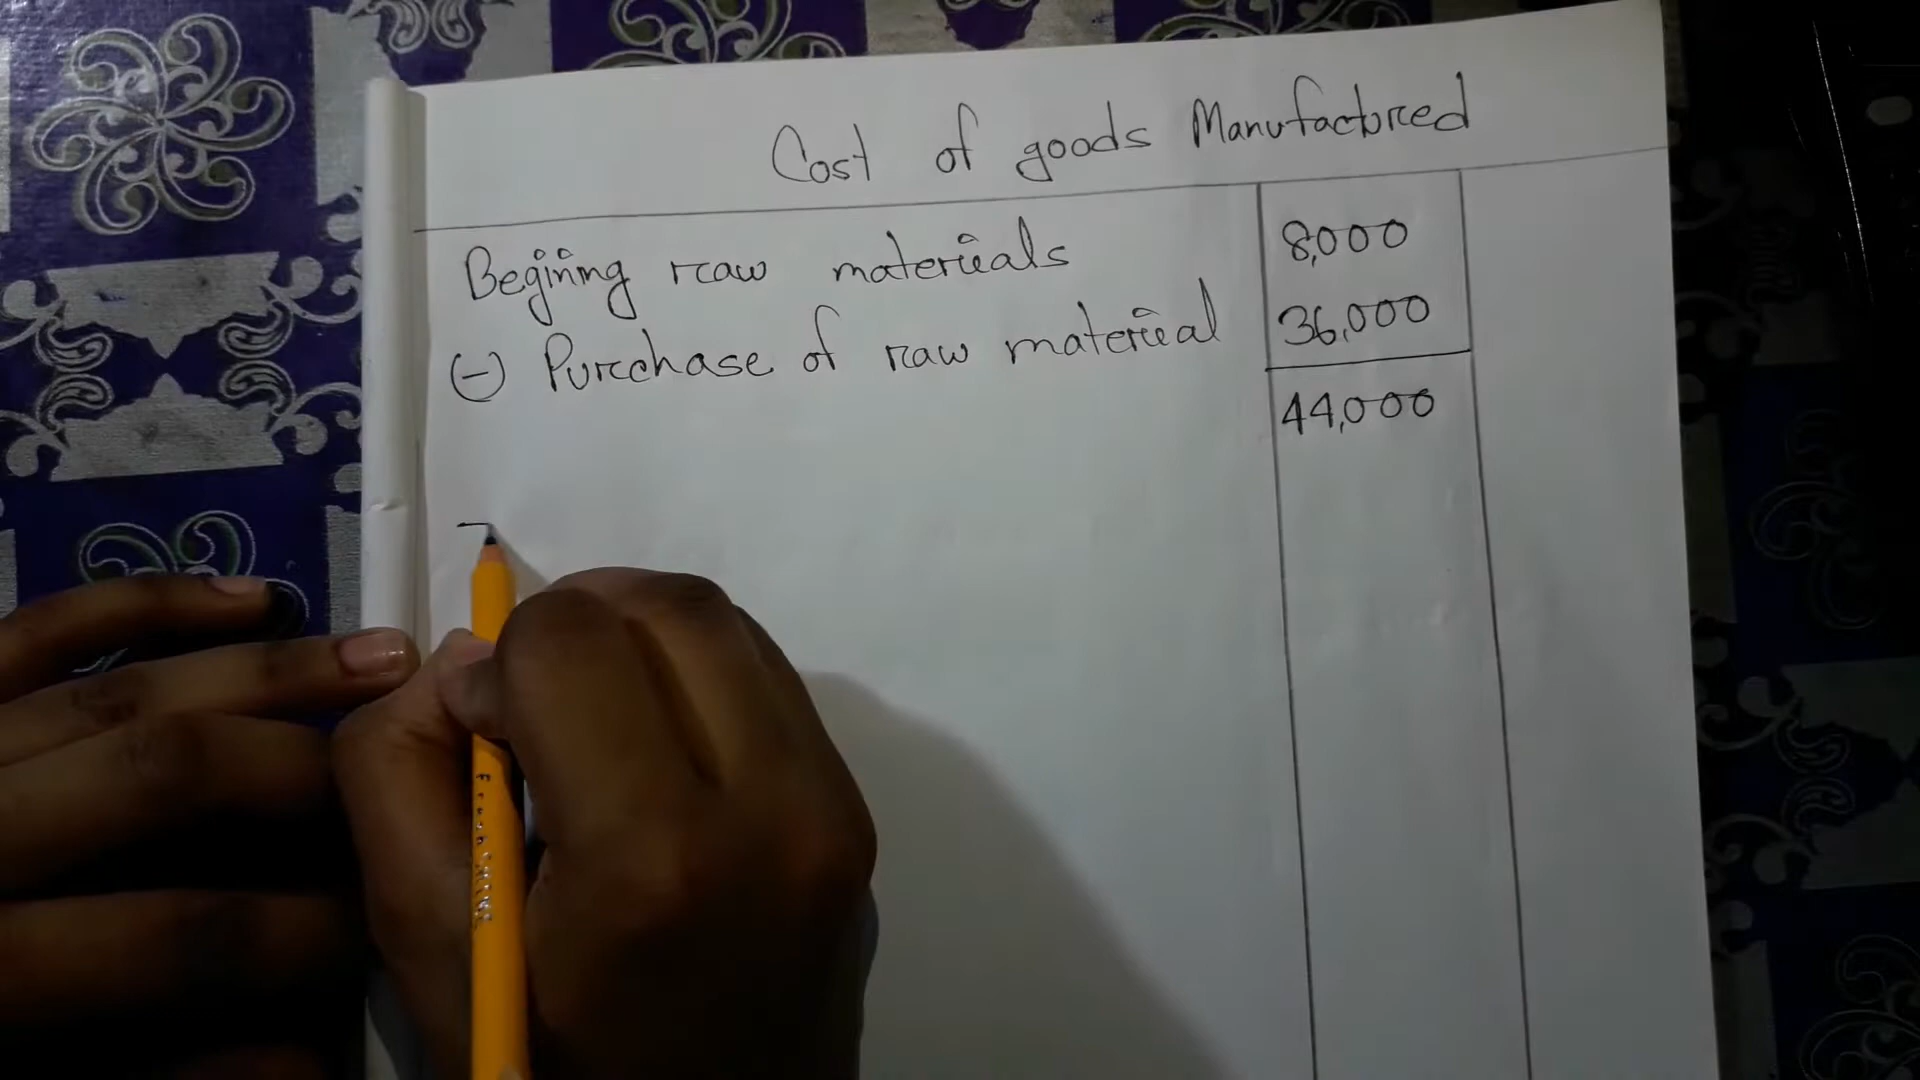 Cost of goods Manufactured
Begining raw materials 8,000
(-) Purchase of raw material 36,000
44,000